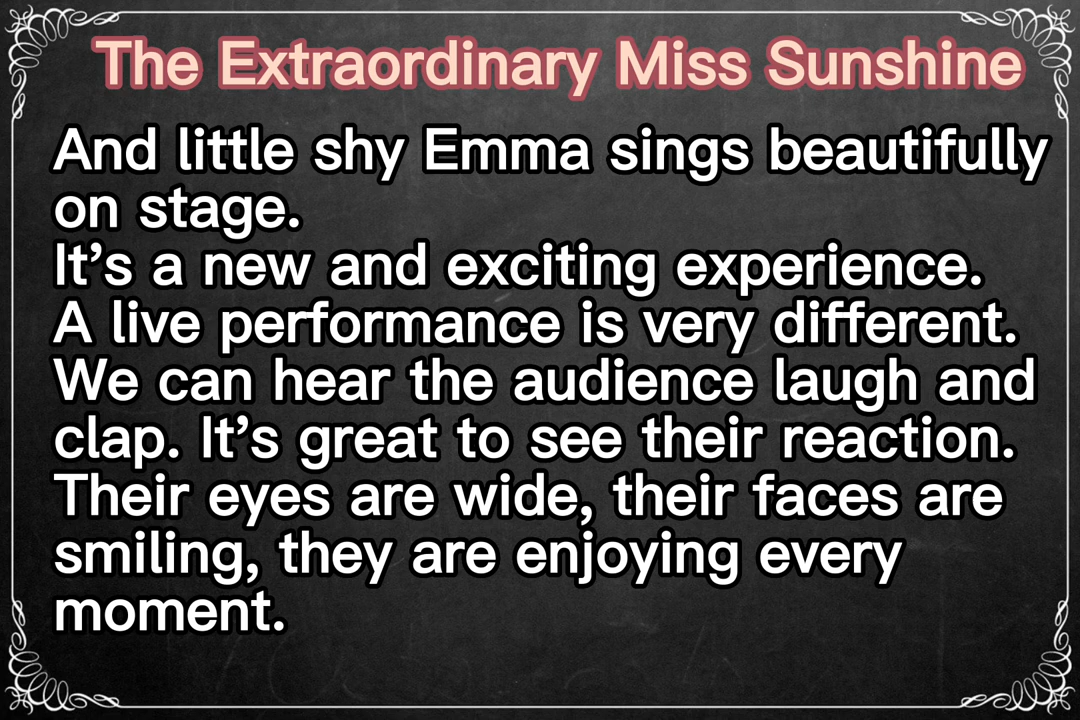 The Extraordinary Miss Sunshine
And little shy Emma sings beautifully
on stage.
It’s a new and exciting experience.
A live performance is very different.
We can hear the audience laugh and
clap. It’s great to see their reaction.
Their eyes are wide, their faces are
smiling, they are enjoying every
moment.